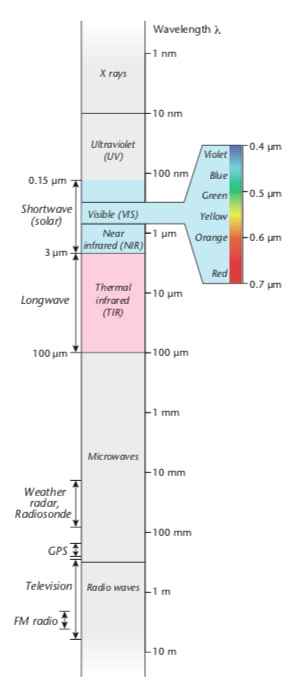 Wavelength λ
1 nm
X rays
10 nm
Ultraviolet
(UV)
100 nm
0.15 µm
Shortwave
(solar)
Visible (VIS)
Near
infrared (NIR)
1 µm
3 µm
Violet
Blue
Green
Yellow
Orange
Red
0.4 µm
0.5 µm
0.6 µm
0.7 µm
Longwave
Thermal
infrared
(TIR)
10 µm
100 µm
100 µm
1 mm
Microwaves
10 mm
Weather
radar,
Radiosonde
100 mm
GPS
Television
Radio waves
1 m
FM radio
10 m